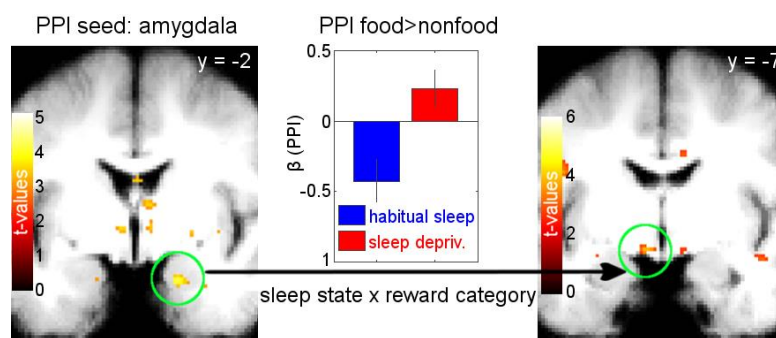 PPI seed: amygdala
PPI food>nonfood
y = -2
5
4
3
2
1
0
t-values
0.5
0
-0.5
1
β (PPI)
habitual sleep
sleep depriv.
y = -7
6
4
2
0
t-values
sleep state x reward category